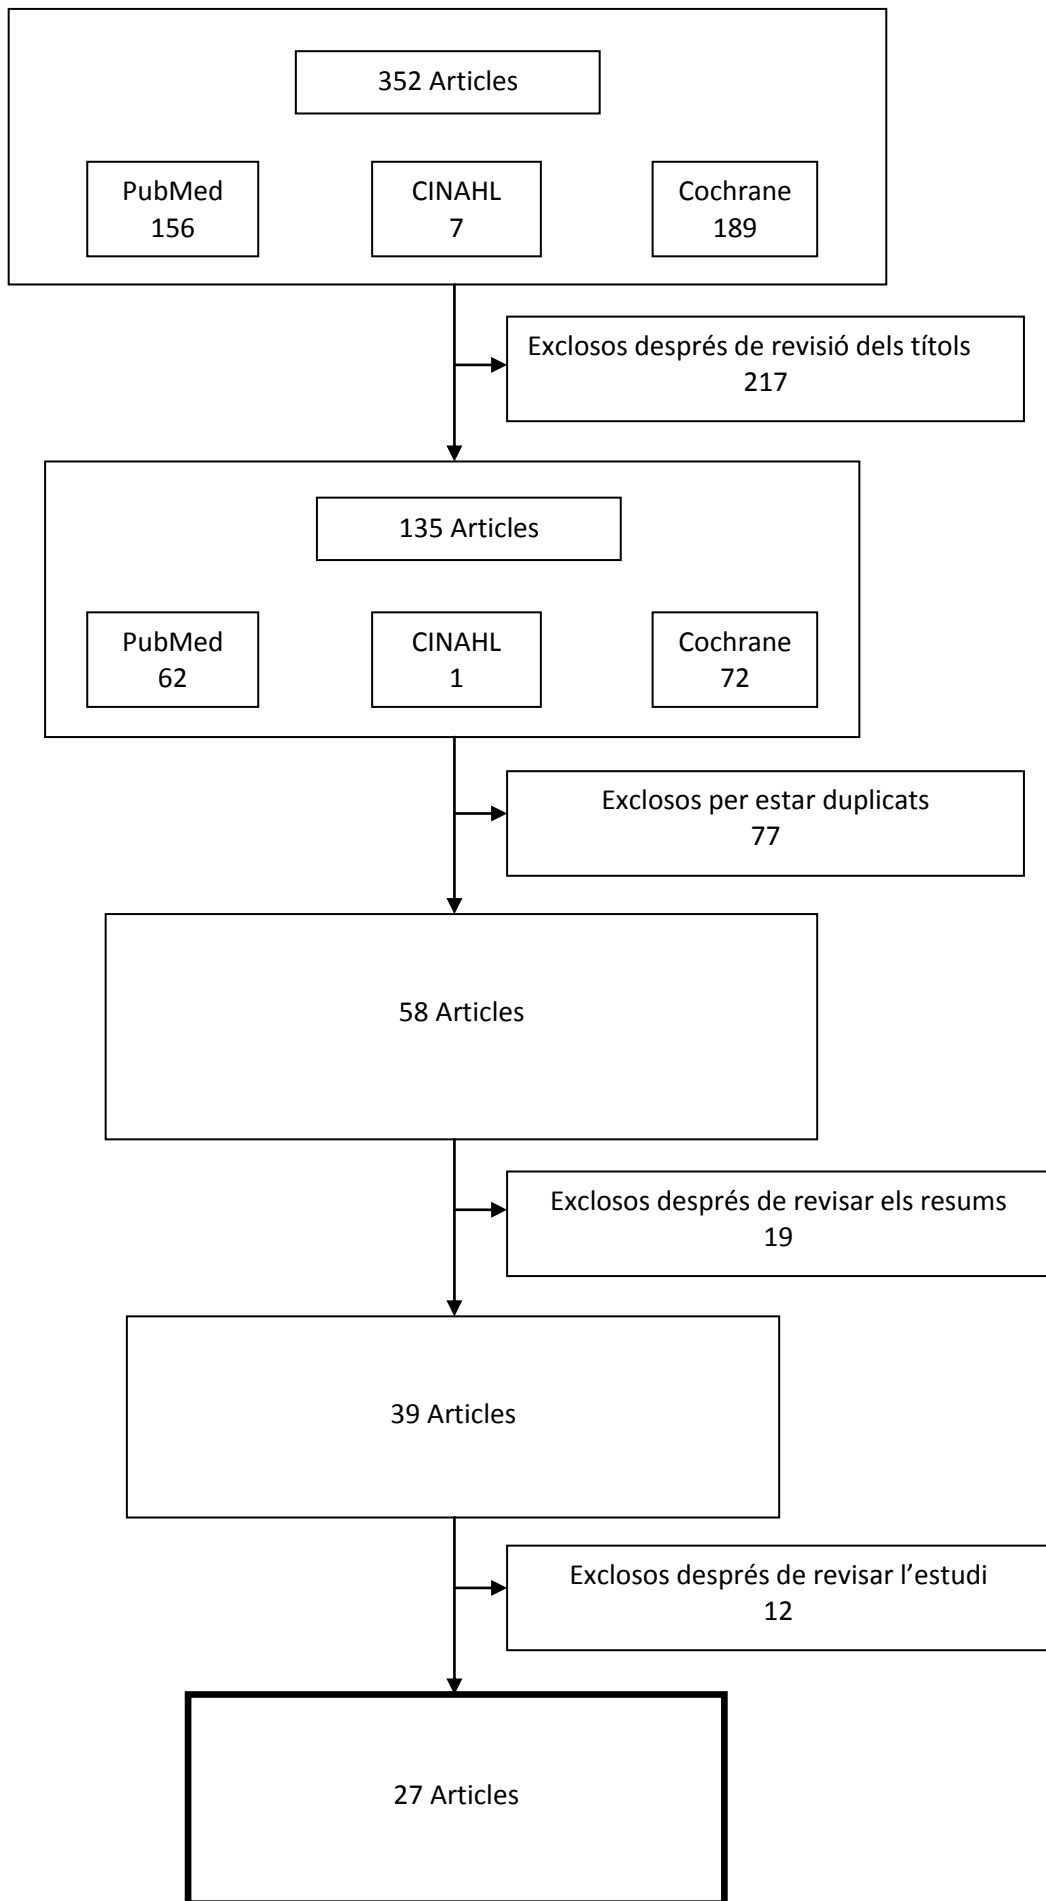 352 Articles
PubMed
156
CINAHL
7
Cochrane
189
Exclosos després de revisió dels títols
217
135 Articles
PubMed
62
CINAHL
1
Cochrane
72
Exclosos per estar duplicats
77
58 Articles
Exclosos després de revisar els resums
19
39 Articles
Exclosos després de revisar l’estudi
12
27 Articles